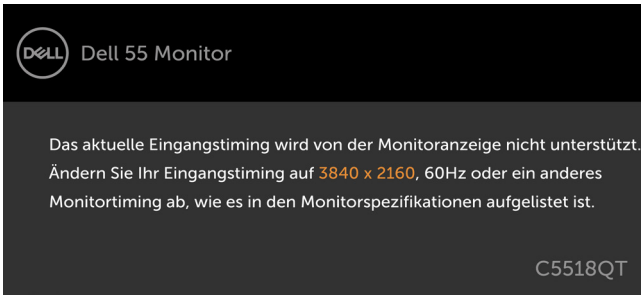 DELL Dell 55 Monitor
Das aktuelle Eingangstiming wird von der Monitoranzeige nicht unterstützt.
Ändern Sie Ihr Eingangstiming auf 3840 x 2160, 60Hz oder ein anderes
Monitortiming ab, wie es in den Monitorspezifikationen aufgelistet ist.
C5518QT